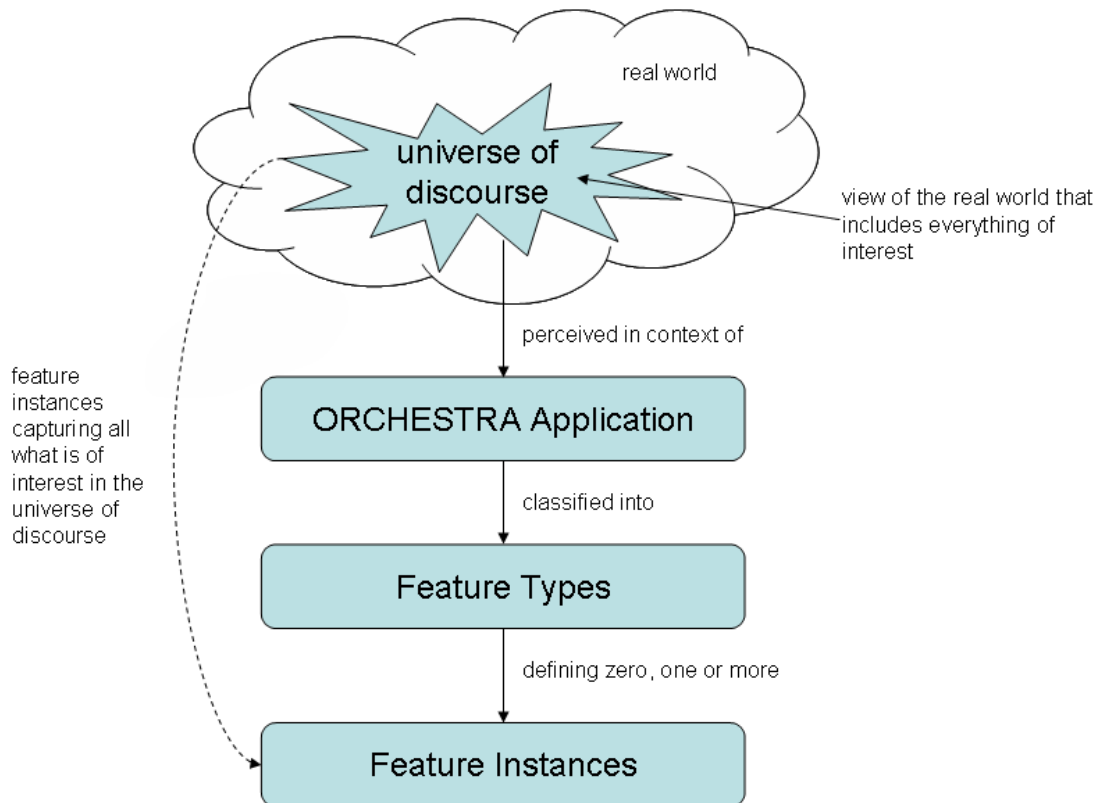 real world
universe of
discourse
view of the real world that
includes everything of
interest
perceived in context of
feature
instances
capturing all
what is of
interest in the
universe of
discourse
ORCHESTRA Application
classified into
Feature Types
defining zero, one or more
Feature Instances